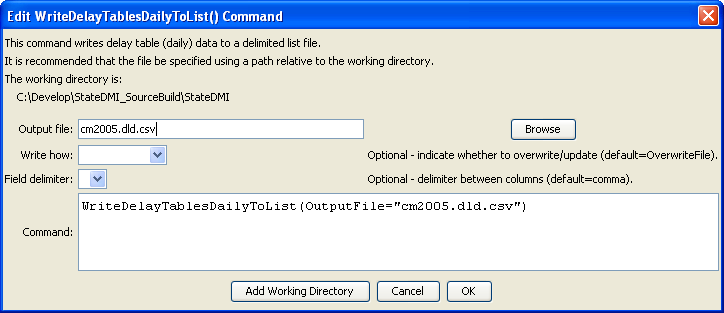 Edit WriteDelayTablesDailyToList() Command
This command writes delay table (daily) data to a delimited list file.
It is recommended that the file be specified using a path relative to the working directory.
The working directory is:
C:\Develop\StateDMI_SourceBuild\StateDMI
Output file: cm2005.dld.csv Browse
Write how: Optional - indicate whether to overwrite/update (default=OverwriteFile).
Field delimiter: Optional - delimiter between columns (default=comma).
Command: WriteDelayTablesDailyToList(OutputFile="cm2005.dld.csv")
Add Working Directory Cancel OK